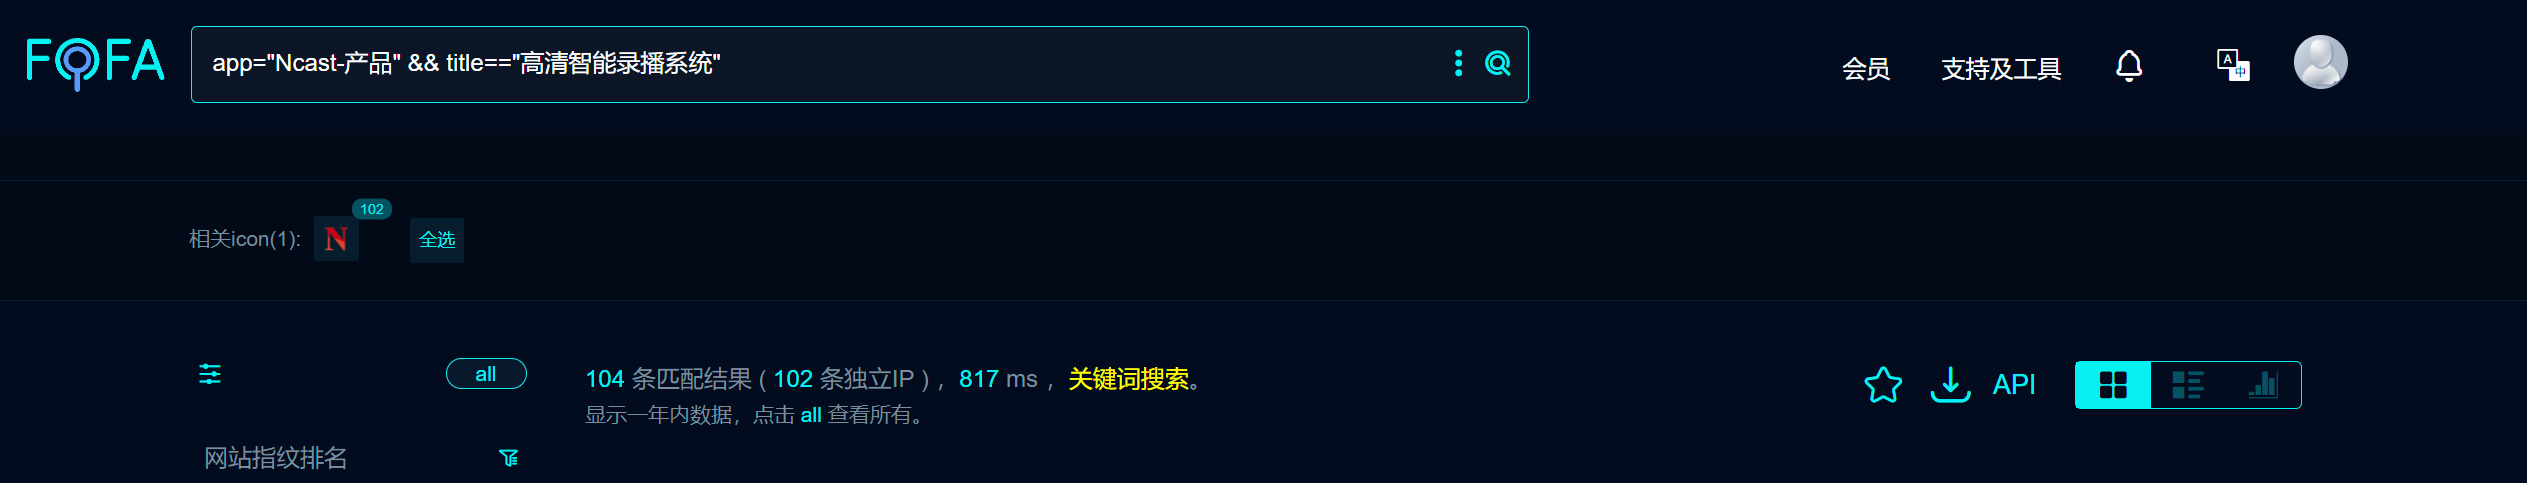 FOFA
app="Ncast-产品" && title=="高清智能录播系统"
会员
支持及工具
A
中
102
相关icon(1):
N
全选
all
104 条匹配结果 ( 102 条独立IP ) ，817 ms ，关键词搜索。
API
显示一年内数据，点击 all 查看所有。
网站指纹排名